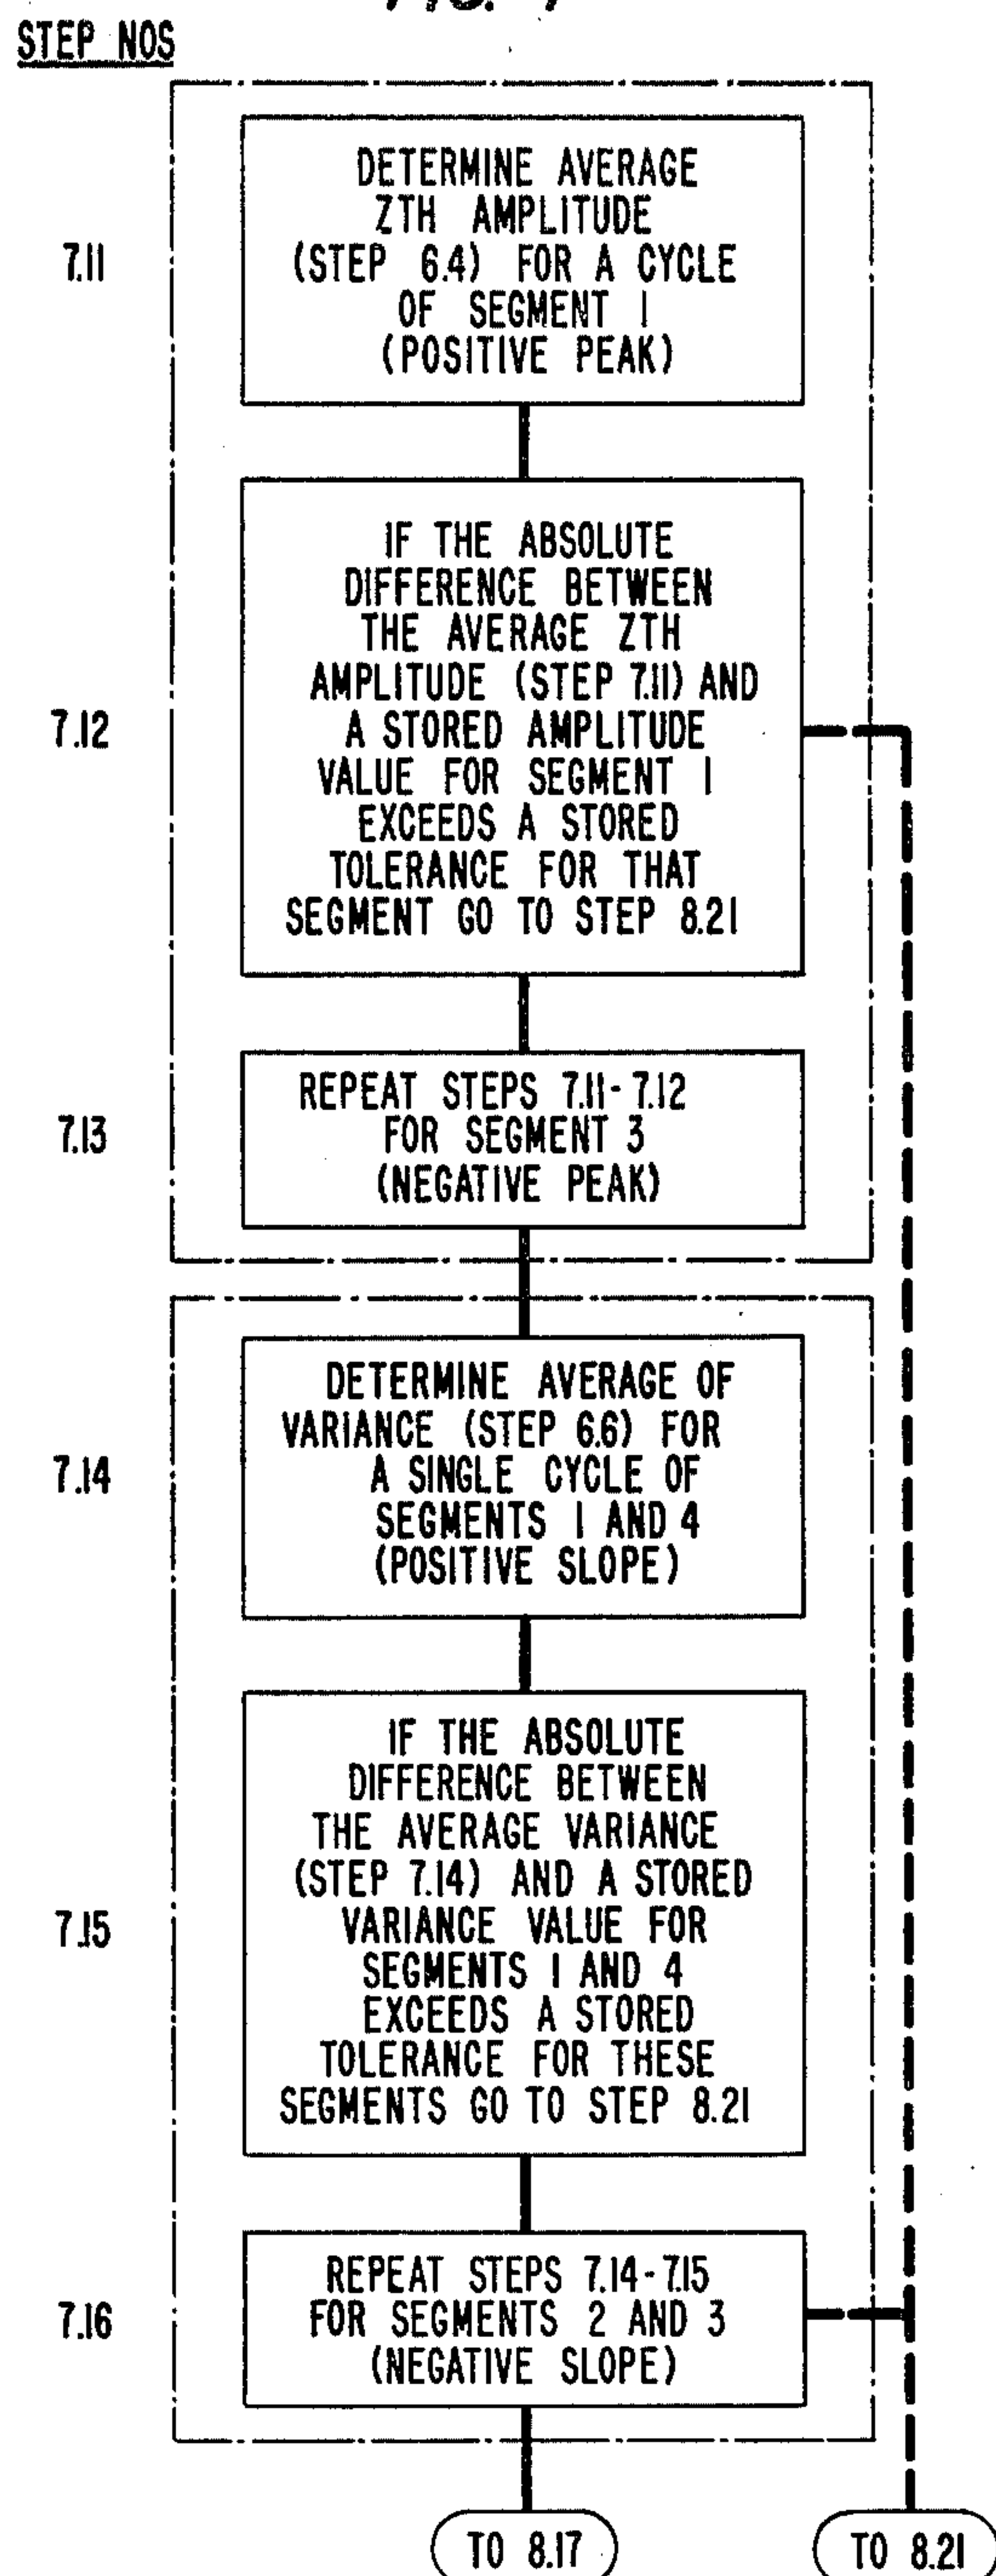 STEP NOS
7.11
DETERMINE AVERAGE
ZTH AMPLITUDE
(STEP 6.4) FOR A CYCLE
OF SEGMENT 1
(POSITIVE PEAK)
7.12
IF THE ABSOLUTE
DIFFERENCE BETWEEN
THE AVERAGE ZTH
AMPLITUDE (STEP 7.11) AND
A STORED AMPLITUDE
VALUE FOR SEGMENT 1
EXCEEDS A STORED
TOLERANCE FOR THAT
SEGMENT GO TO STEP 8.21
7.13
REPEAT STEPS 7.11-7.12
FOR SEGMENT 3
(NEGATIVE PEAK)
7.14
DETERMINE AVERAGE OF
VARIANCE (STEP 6.6) FOR
A SINGLE CYCLE OF
SEGMENTS 1 AND 4
(POSITIVE SLOPE)
7.15
IF THE ABSOLUTE
DIFFERENCE BETWEEN
THE AVERAGE VARIANCE
(STEP 7.14) AND A STORED
VARIANCE VALUE FOR
SEGMENTS 1 AND 4
EXCEEDS A STORED
TOLERANCE FOR THESE
SEGMENTS GO TO STEP 8.21
7.16
REPEAT STEPS 7.14-7.15
FOR SEGMENTS 2 AND 3
(NEGATIVE SLOPE)
TO 8.17
TO 8.21